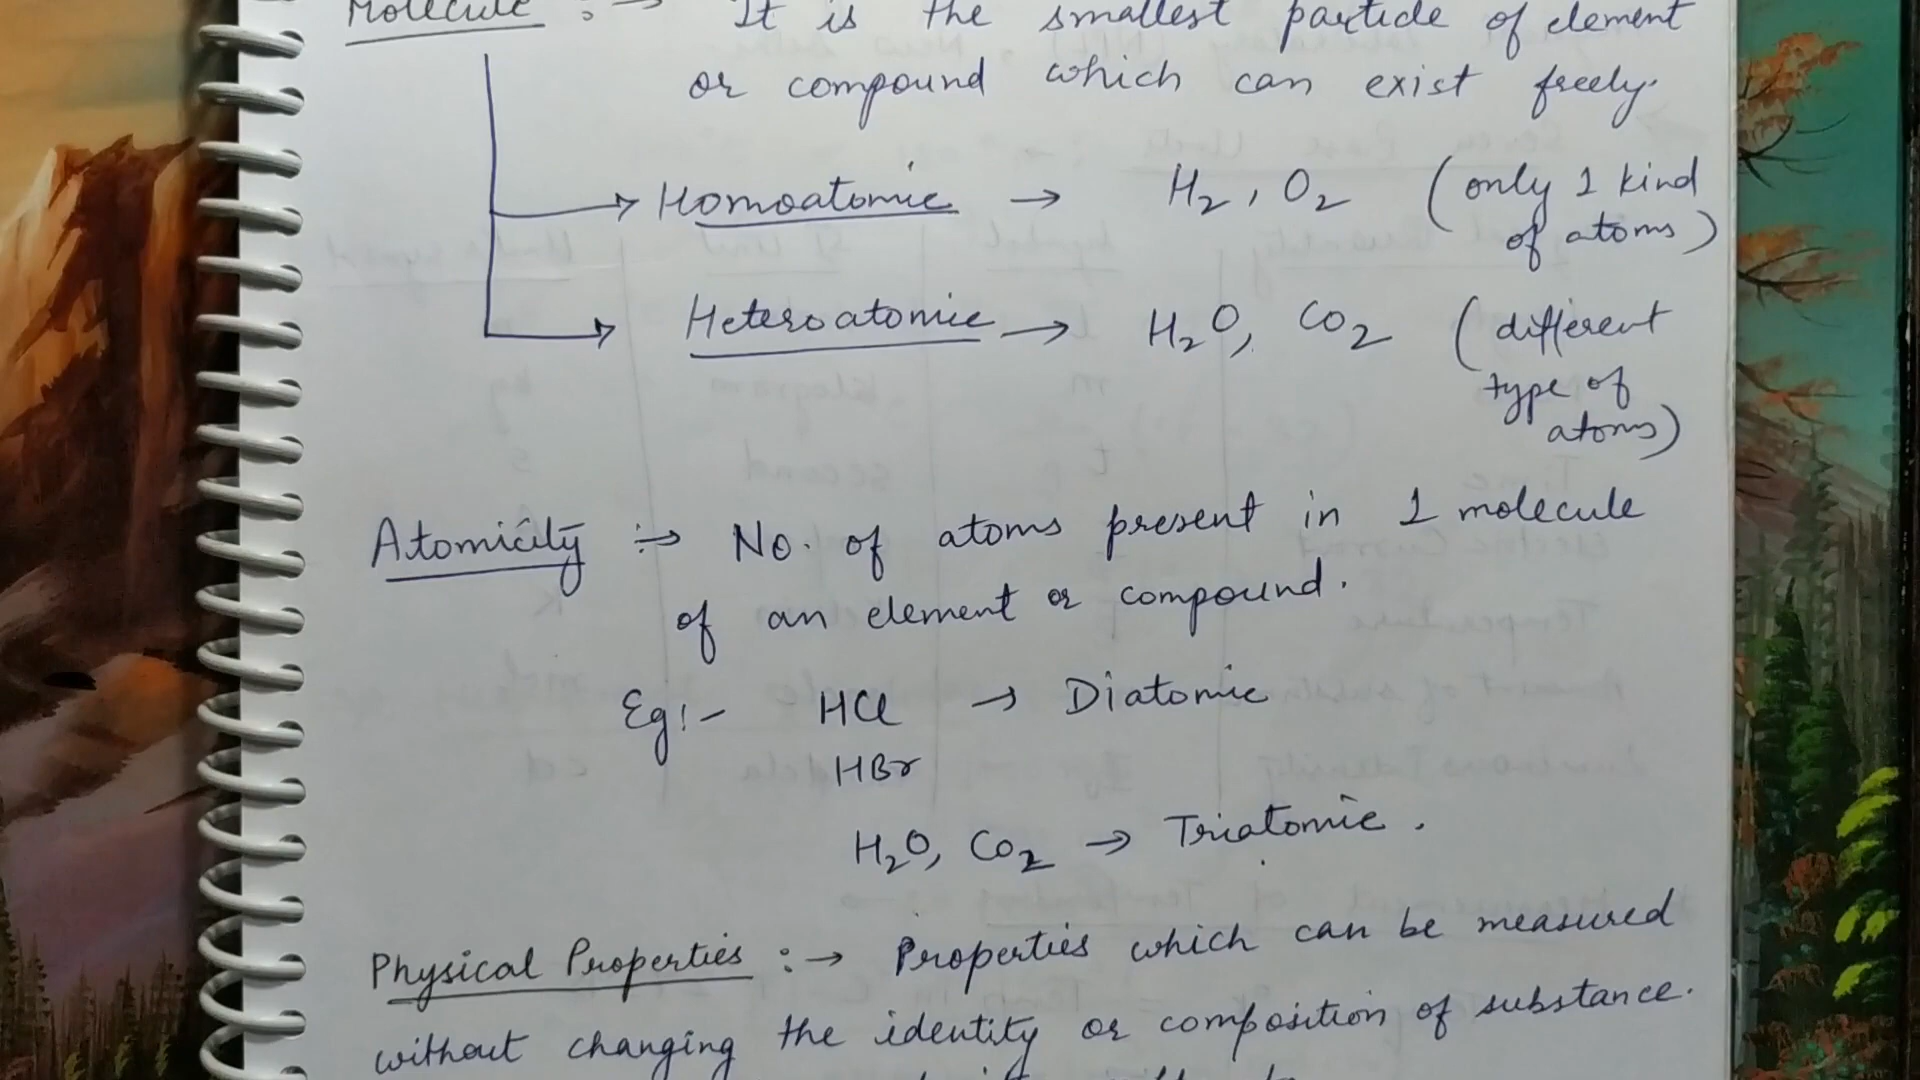 Molecule :→ It is the smallest particle of element
or compound which can exist freely.
Homoatomic → H₂, O₂ (only 1 kind
of atoms)
Heteroatomic → H₂O, CO₂ (different
type of
atoms)
Atomicity :→ No. of atoms present in 1 molecule
of an element or compound.
Eg:- HCl → Diatomic
HBr
H₂O, CO₂ → Triatomic.
Physical Properties :→ Properties which can be measured
without changing the identity or composition of substance.